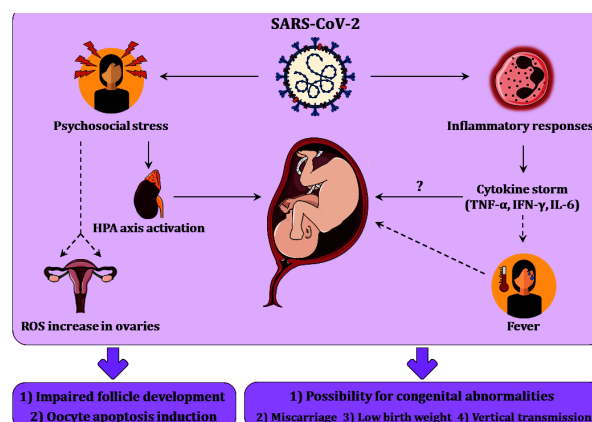 SARS-CoV-2
Psychosocial stress
Inflammatory responses
?
Cytokine storm
(TNF-α, IFN-γ, IL-6)
HPA axis activation
ROS increase in ovaries
Fever
1) Impaired follicle development
2) Oocyte apoptosis induction
1) Possibility for congenital abnormalities
2) Miscarriage 3) Low birth weight 4) Vertical transmission